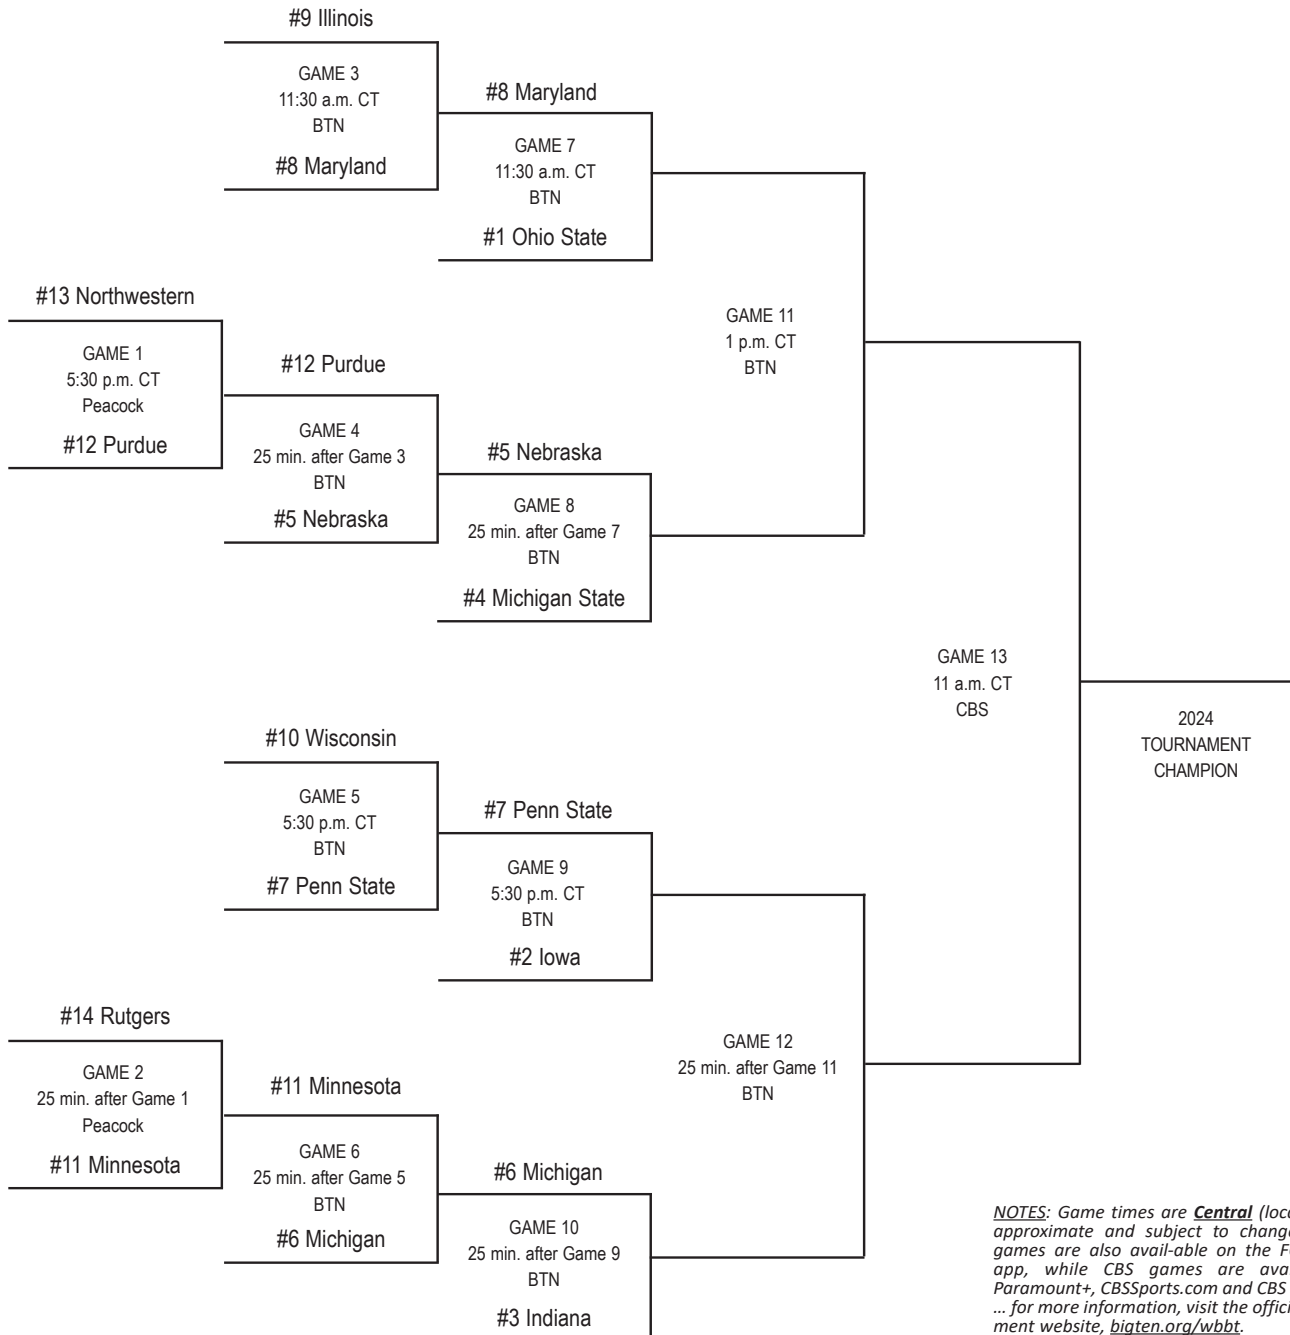 #9 Illinois
GAME 3
11:30 a.m. CT
BTN
#8 Maryland
#8 Maryland
GAME 7
11:30 a.m. CT
BTN
#1 Ohio State
#13 Northwestern
GAME 1
5:30 p.m. CT
Peacock
#12 Purdue
#12 Purdue
GAME 4
25 min. after Game 3
BTN
#5 Nebraska
#5 Nebraska
GAME 8
25 min. after Game 7
BTN
#4 Michigan State
GAME 11
1 p.m. CT
BTN
GAME 13
11 a.m. CT
CBS
2024
TOURNAMENT
CHAMPION
#10 Wisconsin
GAME 5
5:30 p.m. CT
BTN
#7 Penn State
#7 Penn State
GAME 9
5:30 p.m. CT
BTN
#2 Iowa
#14 Rutgers
GAME 2
25 min. after Game 1
Peacock
#11 Minnesota
#11 Minnesota
GAME 6
25 min. after Game 5
BTN
#6 Michigan
#6 Michigan
GAME 10
25 min. after Game 9
BTN
#3 Indiana
GAME 12
25 min. after Game 11
BTN
NOTES: Game times are Central (loca
approximate and subject to change
games are also avail-able on the F
app, while CBS games are ava
Paramount+, CBSSports.com and CBS
... for more information, visit the offici
ment website, bigten.org/wbbt.